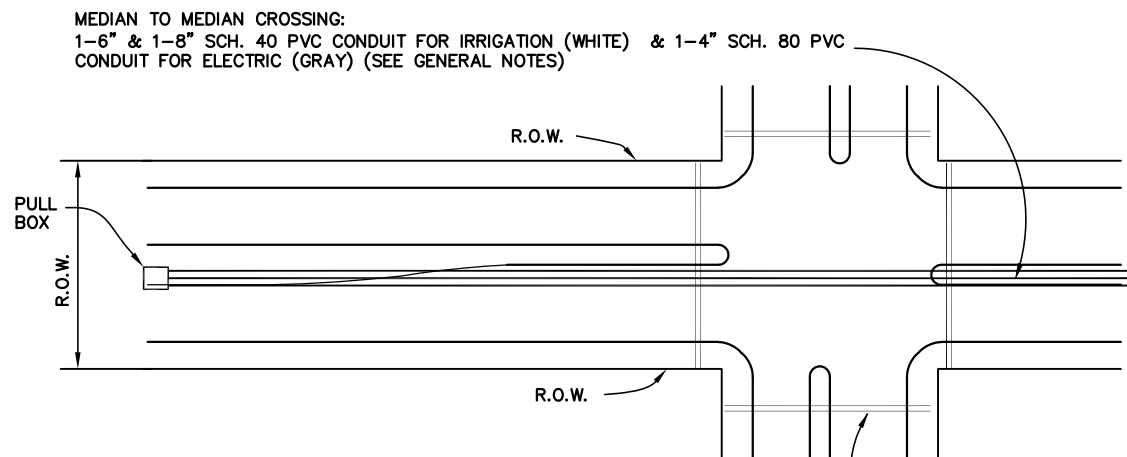 MEDIAN TO MEDIAN CROSSING:
1–6" & 1–8" SCH. 40 PVC CONDUIT FOR IRRIGATION (WHITE) & 1–4" SCH. 80 PVC
CONDUIT FOR ELECTRIC (GRAY) (SEE GENERAL NOTES)
R.O.W.
PULL
BOX
R.O.W.
R.O.W.